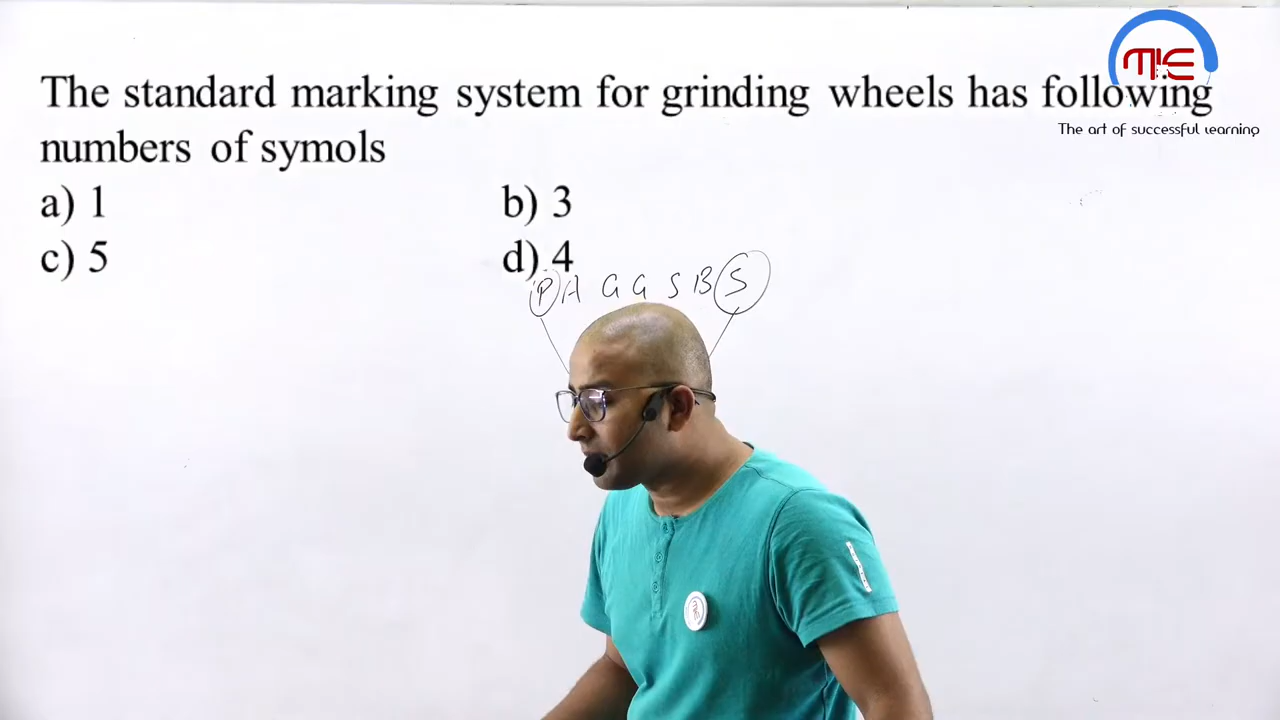 The standard marking system for grinding wheels has following
numbers of symols
a) 1
b) 3
c) 5
d) 4
P A G G S B S
MIE
The art of successful learning